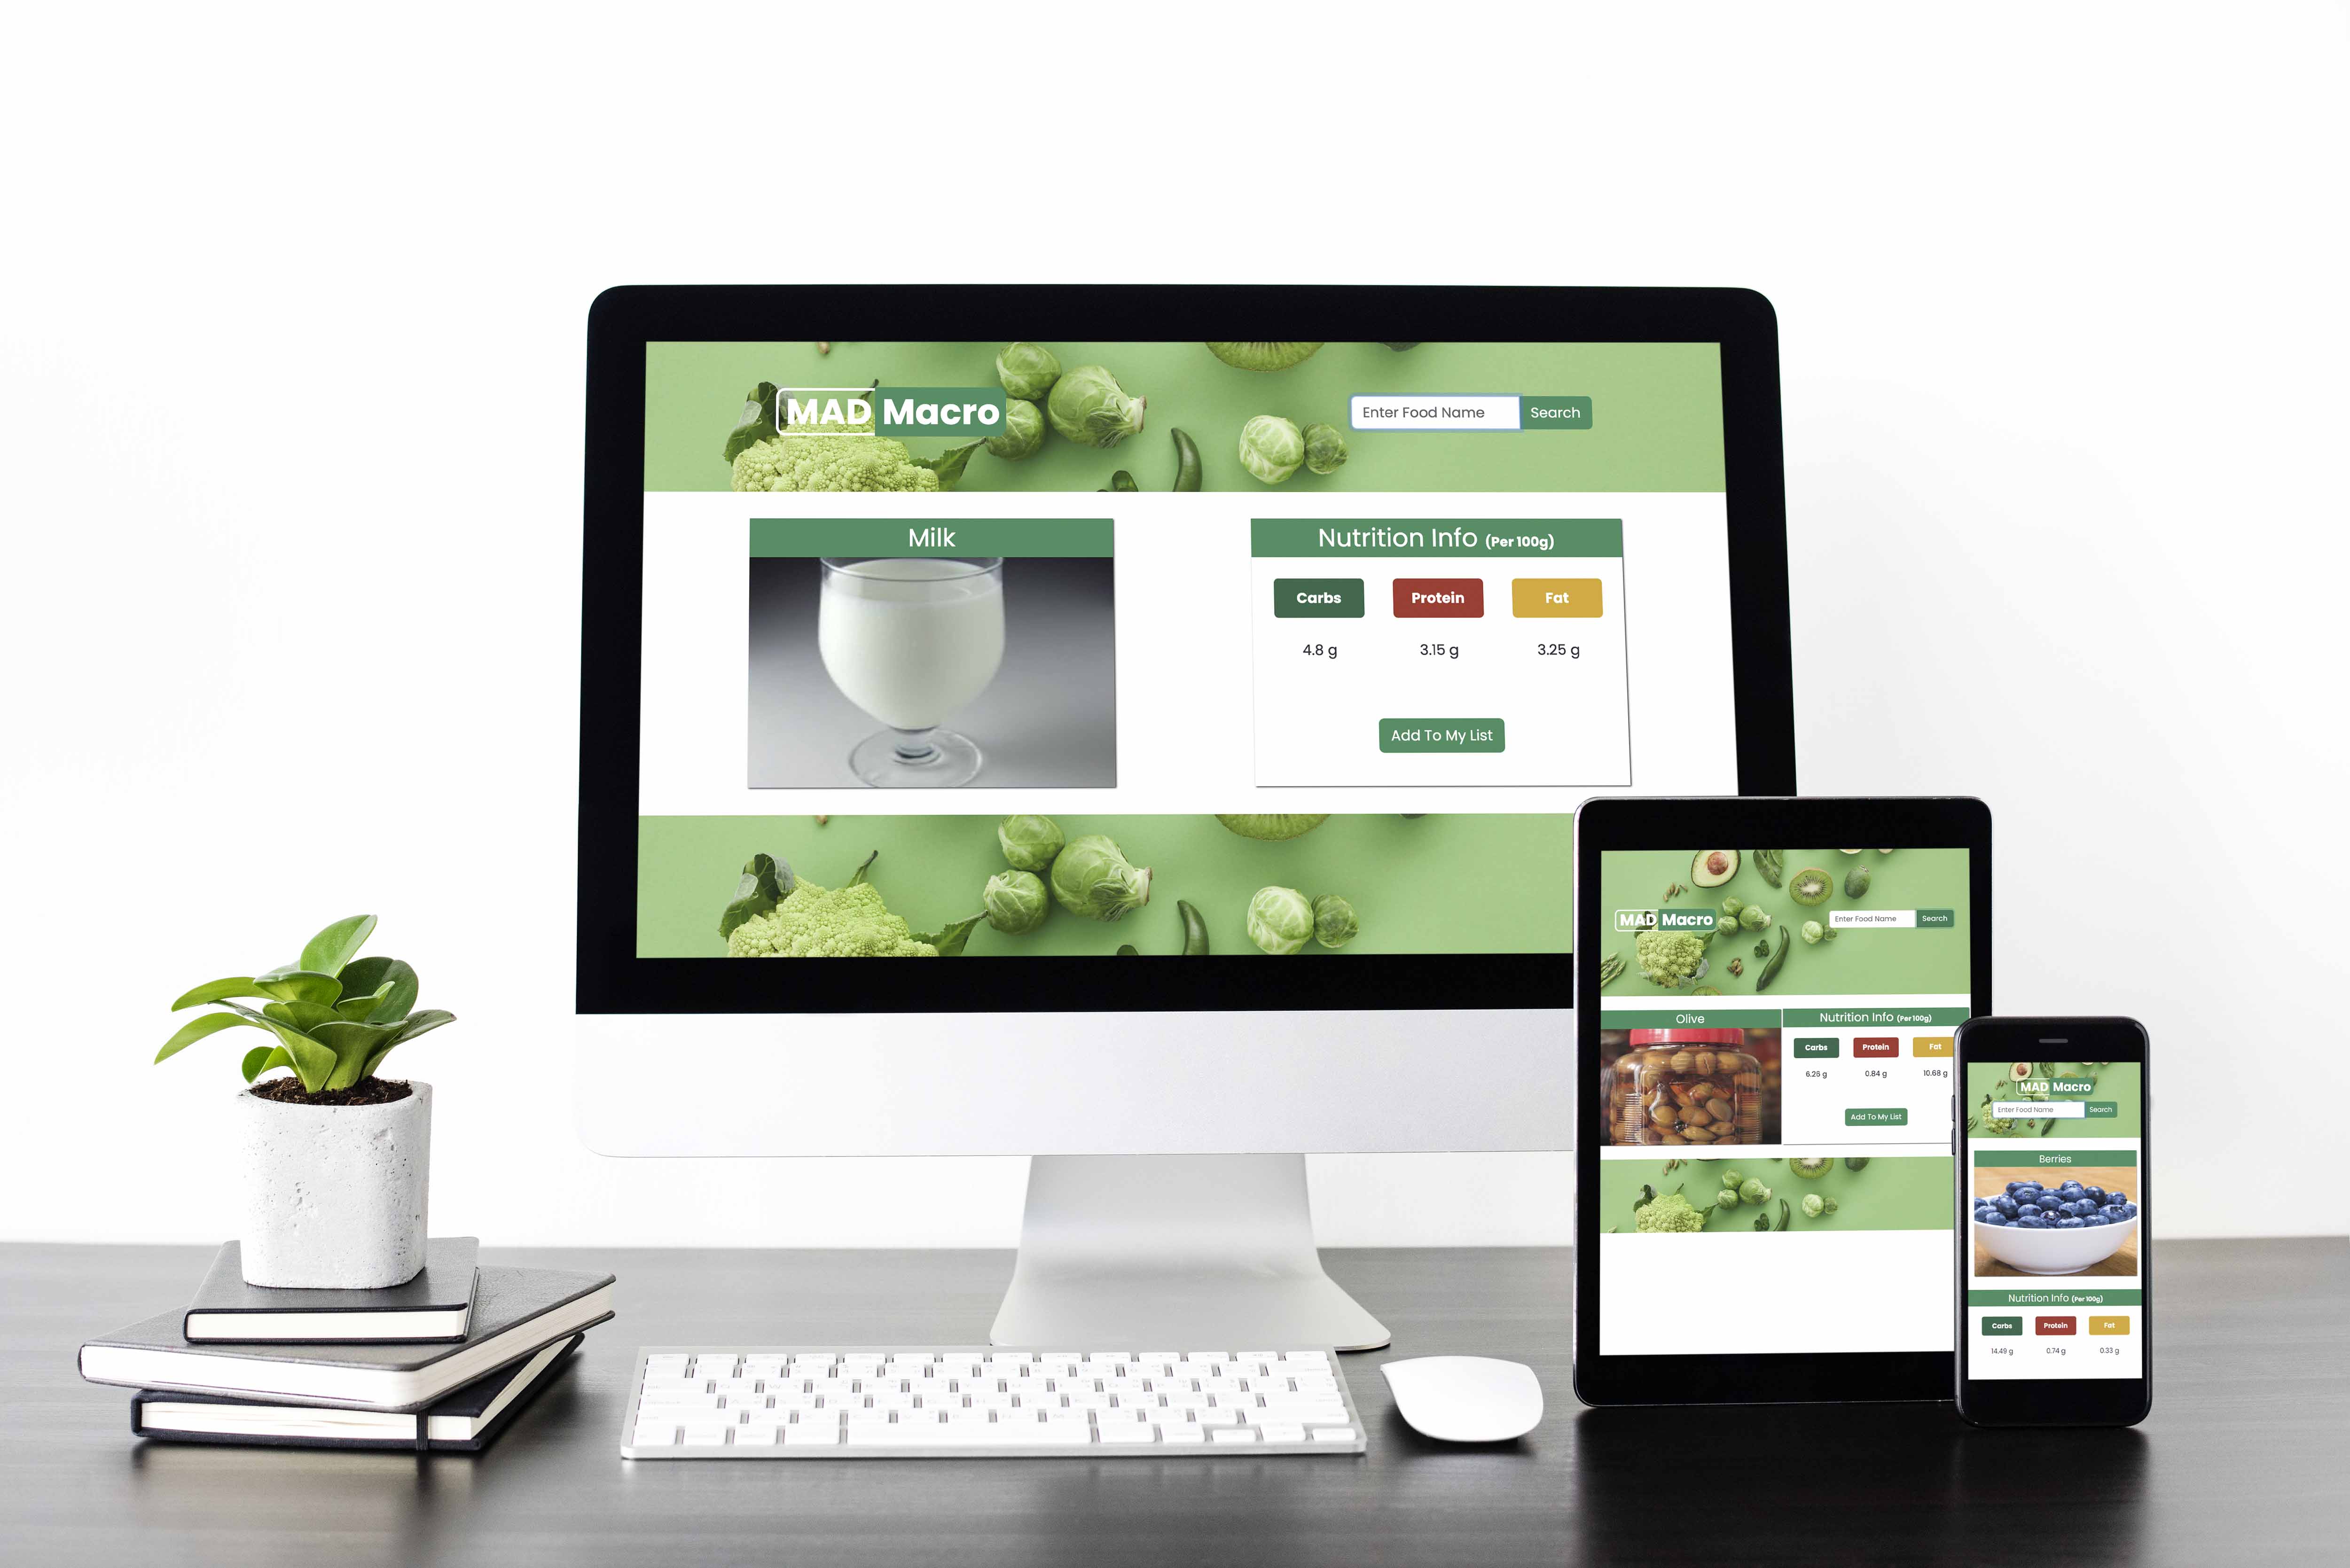 MAD Macro
Enter Food Name Search
Milk
Nutrition Info (Per 100g)
Carbs Protein Fat
4.8 g 3.15 g 3.25 g
Add To My List
MAD Macro
Enter Food Name Search
Olive
Nutrition Info (Per 100g)
Carbs Protein Fat
6.26 g 0.84 g 10.68 g
Add To My List
MAD Macro
Enter Food Name Search
Berries
Nutrition Info (Per 100g)
Carbs Protein Fat
14.49 g 0.74 g 0.33 g